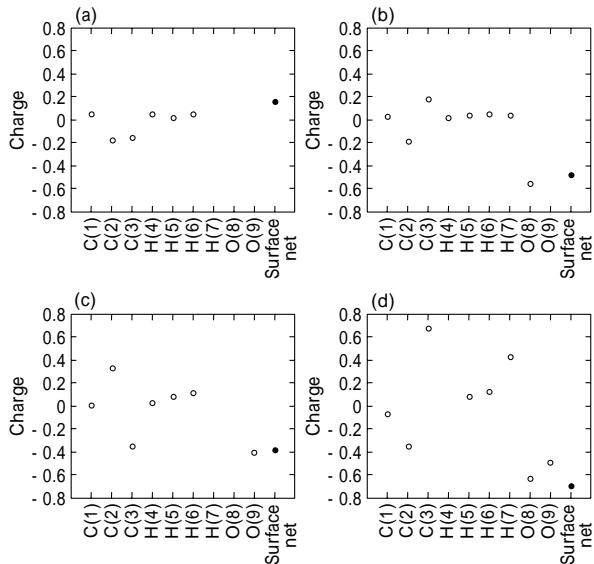 (a)
0.8
0.6
0.4
0.2
0
- 0.2
- 0.4
- 0.6
- 0.8
Charge
C(1)
C(2)
C(3)
H(4)
H(5)
H(6)
H(7)
O(8)
O(9)
Surface
net
(b)
0.8
0.6
0.4
0.2
0
- 0.2
- 0.4
- 0.6
- 0.8
Charge
C(1)
C(2)
C(3)
H(4)
H(5)
H(6)
H(7)
O(8)
O(9)
Surface
net
(c)
0.8
0.6
0.4
0.2
0
- 0.2
- 0.4
- 0.6
- 0.8
Charge
C(1)
C(2)
C(3)
H(4)
H(5)
H(6)
H(7)
O(8)
O(9)
Surface
net
(d)
0.8
0.6
0.4
0.2
0
- 0.2
- 0.4
- 0.6
- 0.8
Charge
C(1)
C(2)
C(3)
H(4)
H(5)
H(6)
H(7)
O(8)
O(9)
Surface
net